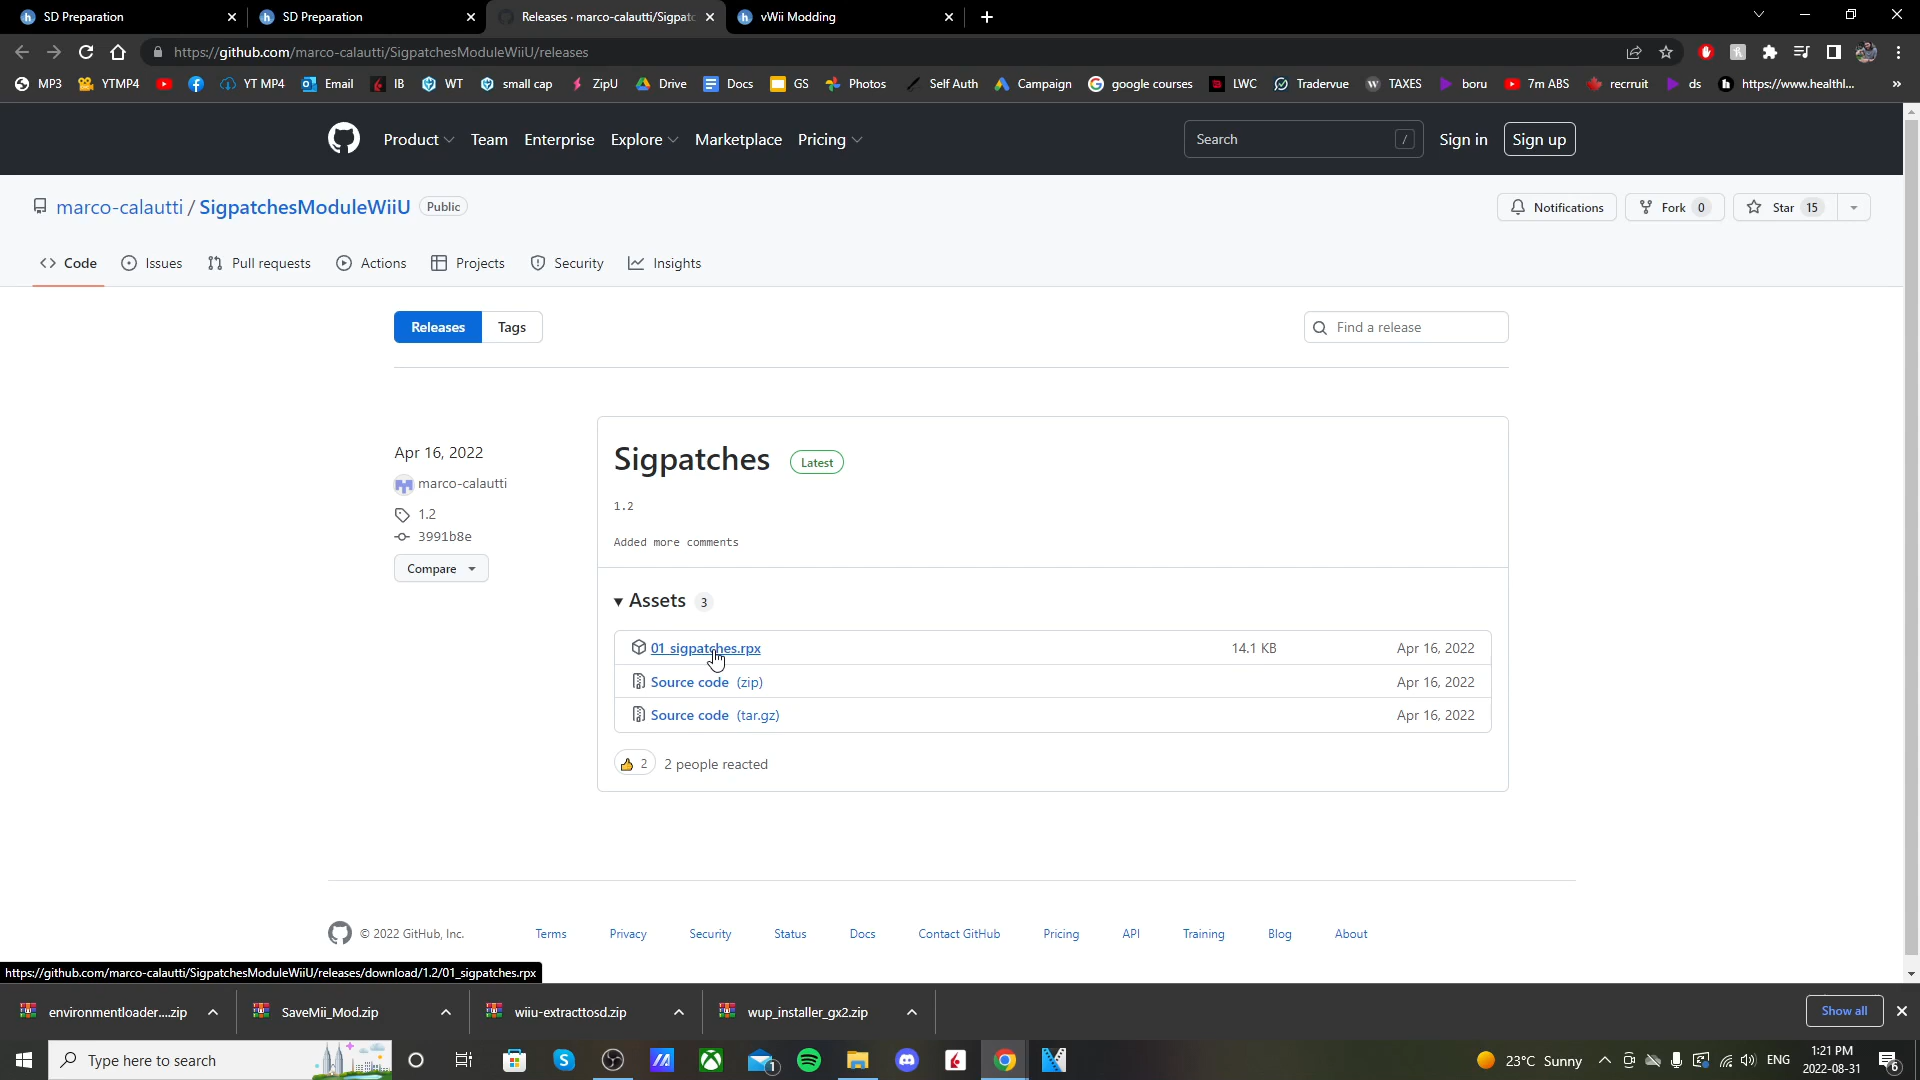 SD Preparation
SD Preparation
Releases · marco-calautti/Sigpatc
vWii Modding
https://github.com/marco-calautti/SigpatchesModuleWiiU/releases
MP3 YTMP4 YT MP4 Email IB WT small cap ZipU Drive Docs GS Photos Self Auth Campaign google courses LWC Tradervue TAXES boru 7m ABS recrruit ds https://www.healthl... »
Product Team Enterprise Explore Marketplace Pricing Search / Sign in Sign up
marco-calautti / SigpatchesModuleWiiU Public Notifications Fork 0 Star 15
Code Issues Pull requests Actions Projects Security Insights
Releases Tags Find a release
Apr 16, 2022
marco-calautti
1.2
3991b8e
Compare
Sigpatches Latest
1.2
Added more comments
Assets 3
01_sigpatches.rpx 14.1 KB Apr 16, 2022
Source code (zip) Apr 16, 2022
Source code (tar.gz) Apr 16, 2022
2 2 people reacted
© 2022 GitHub, Inc. Terms Privacy Security Status Docs Contact GitHub Pricing API Training Blog About
https://github.com/marco-calautti/SigpatchesModuleWiiU/releases/download/1.2/01_sigpatches.rpx
environmentloader....zip SaveMii_Mod.zip wiiu-extracttosd.zip wup_installer_gx2.zip Show all
Type here to search 1 23°C Sunny ENG 1:21 PM
2022-08-31 6